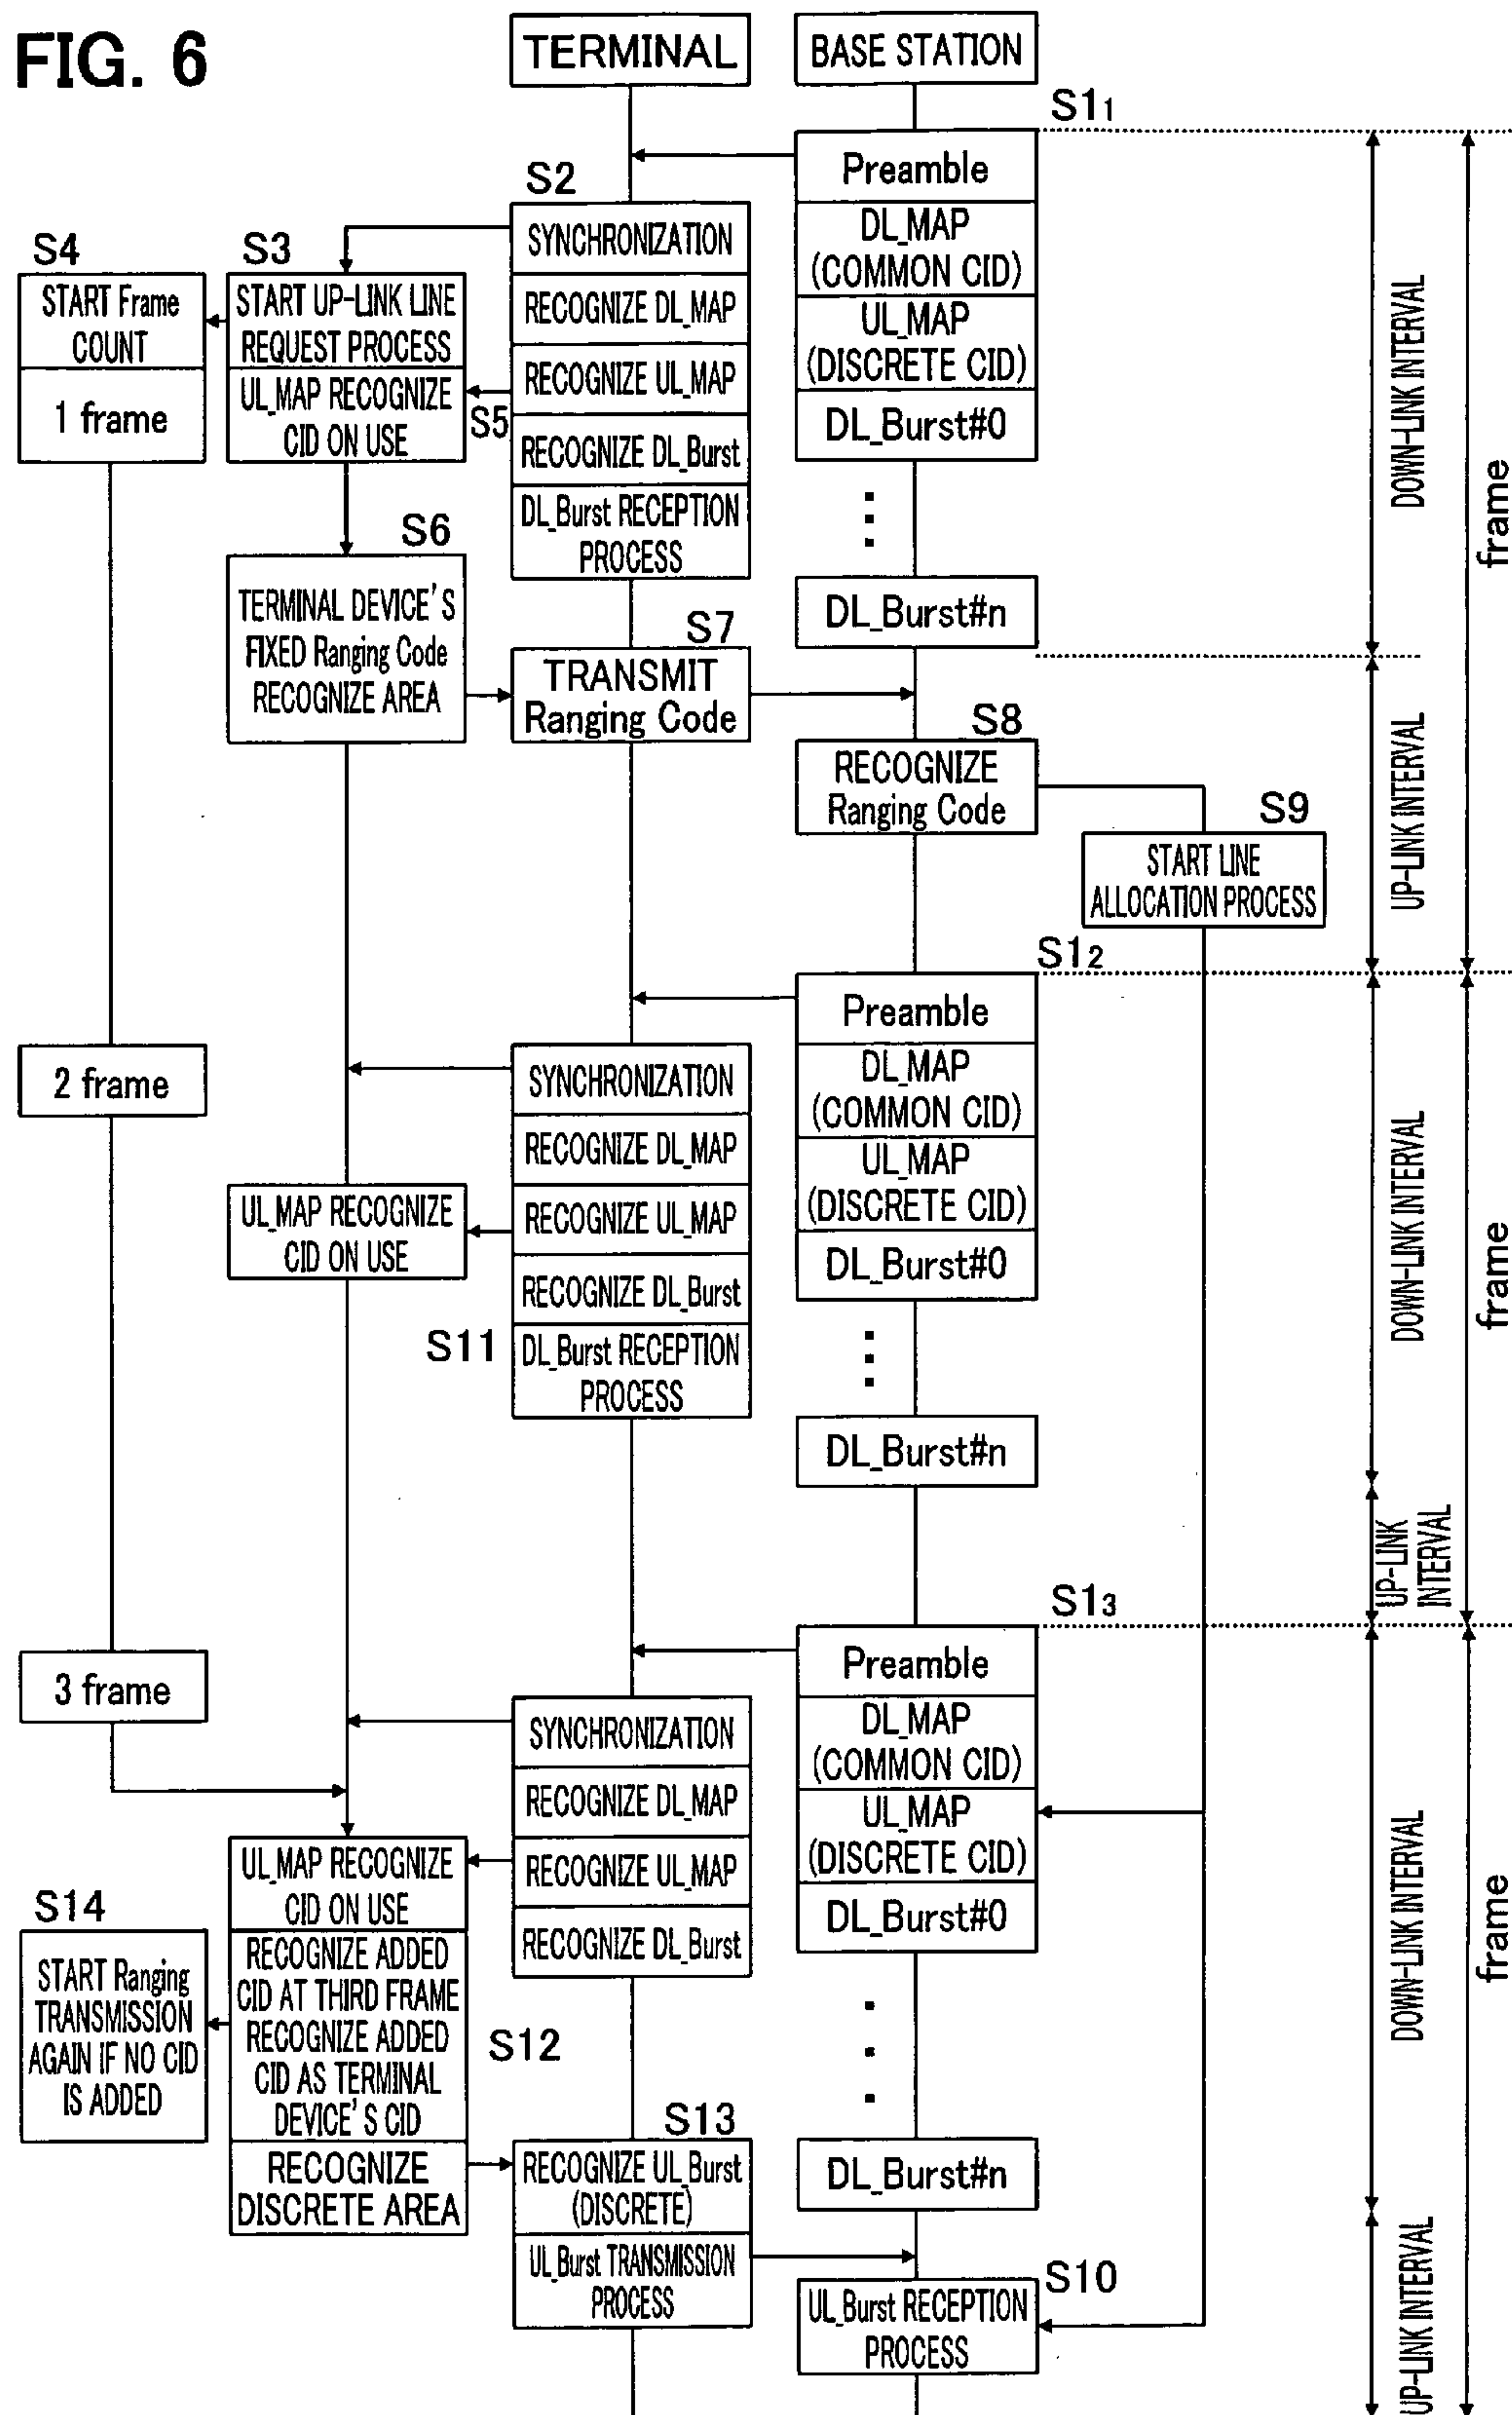 FIG. 6
TERMINAL
BASE STATION
S11
Preamble
DL_MAP
(COMMON CID)
UL_MAP
(DISCRETE CID)
DL_Burst#0
DL_Burst#n
S2
SYNCHRONIZATION
RECOGNIZE DL_MAP
RECOGNIZE UL_MAP
RECOGNIZE DL_Burst
DL_Burst RECEPTION
PROCESS
S3
START UP-LINK LINE
REQUEST PROCESS
UL_MAP RECOGNIZE
CID ON USE
S4
START Frame
COUNT
1 frame
S5
S6
TERMINAL DEVICE'S
FIXED Ranging Code
RECOGNIZE AREA
S7
TRANSMIT
Ranging Code
S8
RECOGNIZE
Ranging Code
S9
START LINE
ALLOCATION PROCESS
DOWN-LINK INTERVAL
UP-LINK INTERVAL
frame
S12
Preamble
DL_MAP
(COMMON CID)
UL_MAP
(DISCRETE CID)
DL_Burst#0
DL_Burst#n
2 frame
SYNCHRONIZATION
RECOGNIZE DL_MAP
RECOGNIZE UL_MAP
RECOGNIZE DL_Burst
DL_Burst RECEPTION
PROCESS
UL_MAP RECOGNIZE
CID ON USE
S11
DOWN-LINK INTERVAL
UP-LINK
INTERVAL
frame
S13
Preamble
DL_MAP
(COMMON CID)
UL_MAP
(DISCRETE CID)
DL_Burst#0
DL_Burst#n
3 frame
SYNCHRONIZATION
RECOGNIZE DL_MAP
RECOGNIZE UL_MAP
RECOGNIZE DL_Burst
UL_MAP RECOGNIZE
CID ON USE
RECOGNIZE ADDED
CID AT THIRD FRAME
RECOGNIZE ADDED
CID AS TERMINAL
DEVICE'S CID
RECOGNIZE
DISCRETE AREA
S12
S14
START Ranging
TRANSMISSION
AGAIN IF NO CID
IS ADDED
S13
RECOGNIZE UL_Burst
(DISCRETE)
UL_Burst TRANSMISSION
PROCESS
S10
UL_Burst RECEPTION
PROCESS
DOWN-LINK INTERVAL
UP-LINK INTERVAL
frame